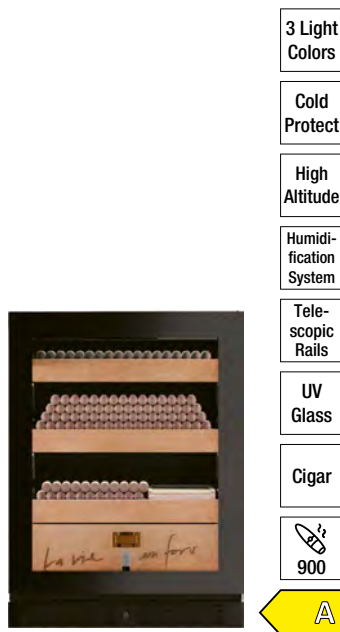 3 Light
Colors
Cold
Protect
High
Altitude
Humidi-
fication
System
Tele-
scopic
Rails
UV
Glass
Cigar
900
La vie en
A